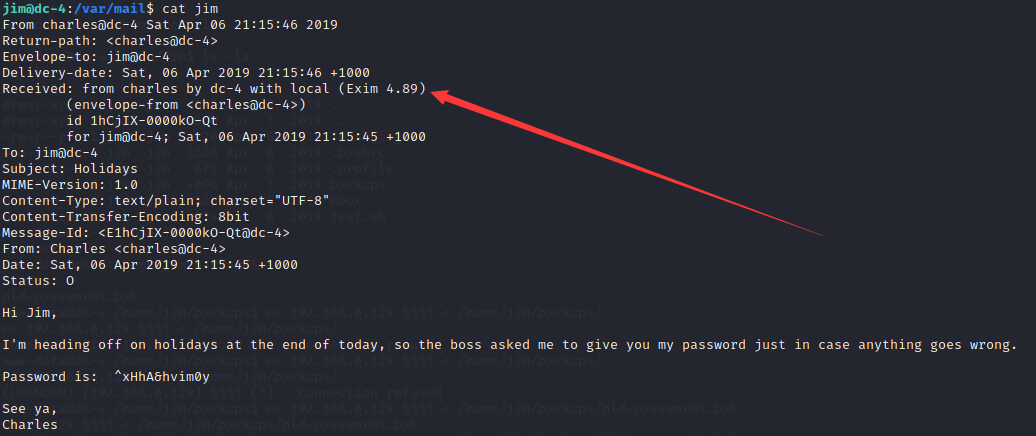 jim@dc-4:/var/mail$ cat jim
From charles@dc-4 Sat Apr 06 21:15:46 2019
Return-path: <charles@dc-4>
Envelope-to: jim@dc-4
Delivery-date: Sat, 06 Apr 2019 21:15:46 +1000
Received: from charles by dc-4 with local (Exim 4.89)
        (envelope-from <charles@dc-4>)
        id 1hCjIX-0000kO-Qt
        for jim@dc-4; Sat, 06 Apr 2019 21:15:45 +1000
To: jim@dc-4
Subject: Holidays
MIME-Version: 1.0
Content-Type: text/plain; charset="UTF-8"
Content-Transfer-Encoding: 8bit
Message-Id: <E1hCjIX-0000kO-Qt@dc-4>
From: Charles <charles@dc-4>
Date: Sat, 06 Apr 2019 21:15:45 +1000
Status: O
Hi Jim,
I'm heading off on holidays at the end of today, so the boss asked me to give you my password just in case anything goes wrong.
Password is:  ^xHhA&hvim0y
See ya,
Charles